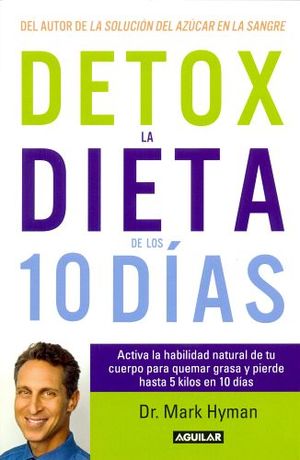 DEL AUTOR DE LA SOLUCIÓN DEL AZÚCAR EN LA SANGRE
DETOX
LA
DIETA
DE LOS
10 DÍAS
Activa la habilidad natural de tu
cuerpo para quemar grasa y pierde
hasta 5 kilos en 10 días
Dr. Mark Hyman
AGUILAR